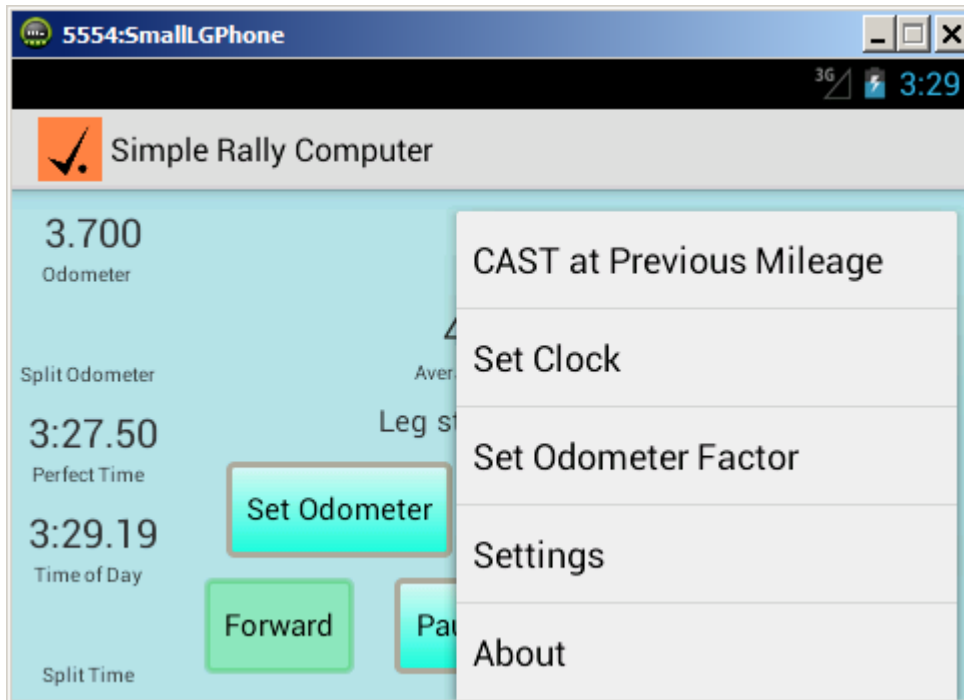 5554:SmallLGPhone
3G 3:29
Simple Rally Computer
3.700
Odometer
CAST at Previous Mileage
Set Clock
Split Odometer
3:27.50
Perfect Time
Leg
Set Odometer
Set Odometer Factor
3:29.19
Time of Day
Settings
Forward
About
Split Time